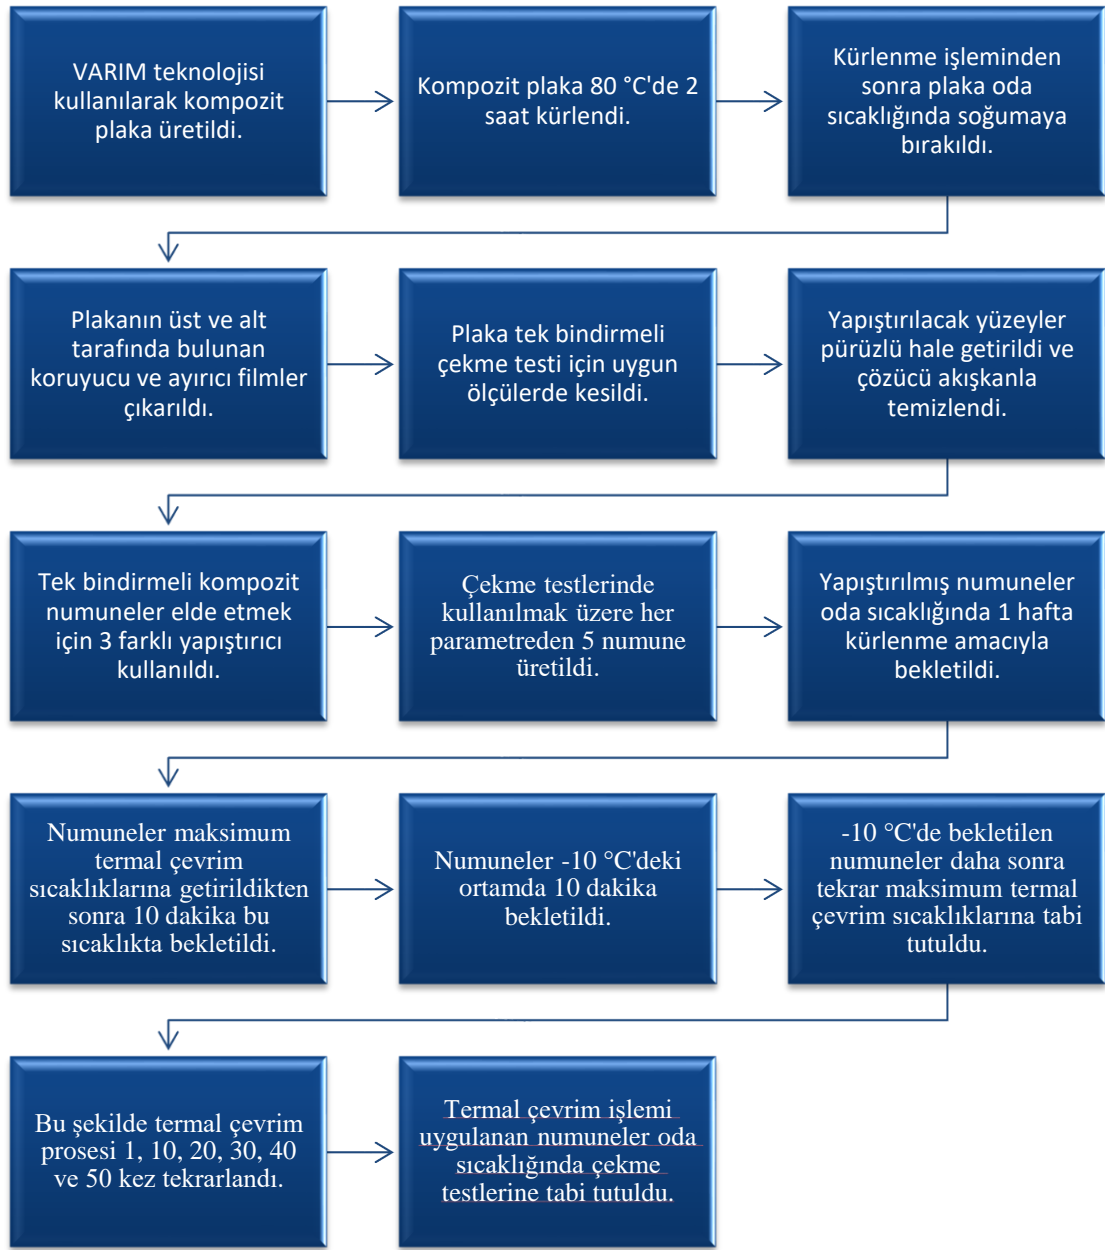 VARIM teknolojisi
kullanılarak kompozit
plaka üretildi.
Kompozit plaka 80 °C'de 2
saat kürlendi.
Kürlenme işleminden
sonra plaka oda
sıcaklığında soğumaya
bırakıldı.
Plakanın üst ve alt
tarafında bulunan
koruyucu ve ayırıcı filmler
çıkarıldı.
Plaka tek bindirmeli
çekme testi için uygun
ölçülerde kesildi.
Yapıştırılacak yüzeyler
pürüzlü hale getirildi ve
çözücü akışkanla
temizlendi.
Tek bindirmeli kompozit
numuneler elde etmek
için 3 farklı yapıştırıcı
kullanıldı.
Çekme testlerinde
kullanılmak üzere her
parametreden 5 numune
üretildi.
Yapıştırılmış numuneler
oda sıcaklığında 1 hafta
kürlenme amacıyla
bekletildi.
Numuneler maksimum
termal çevrim
sıcaklıklarına getirildikten
sonra 10 dakika bu
sıcaklıkta bekletildi.
Numuneler -10 °C'deki
ortamda 10 dakika
bekletildi.
-10 °C'de bekletilen
numuneler daha sonra
tekrar maksimum termal
çevrim sıcaklıklarına tabi
tutuldu.
Bu şekilde termal çevrim
prosesi 1, 10, 20, 30, 40
ve 50 kez tekrarlandı.
Termal çevrim işlemi
uygulanan numuneler oda
sıcaklığında çekme
testlerine tabi tutuldu.